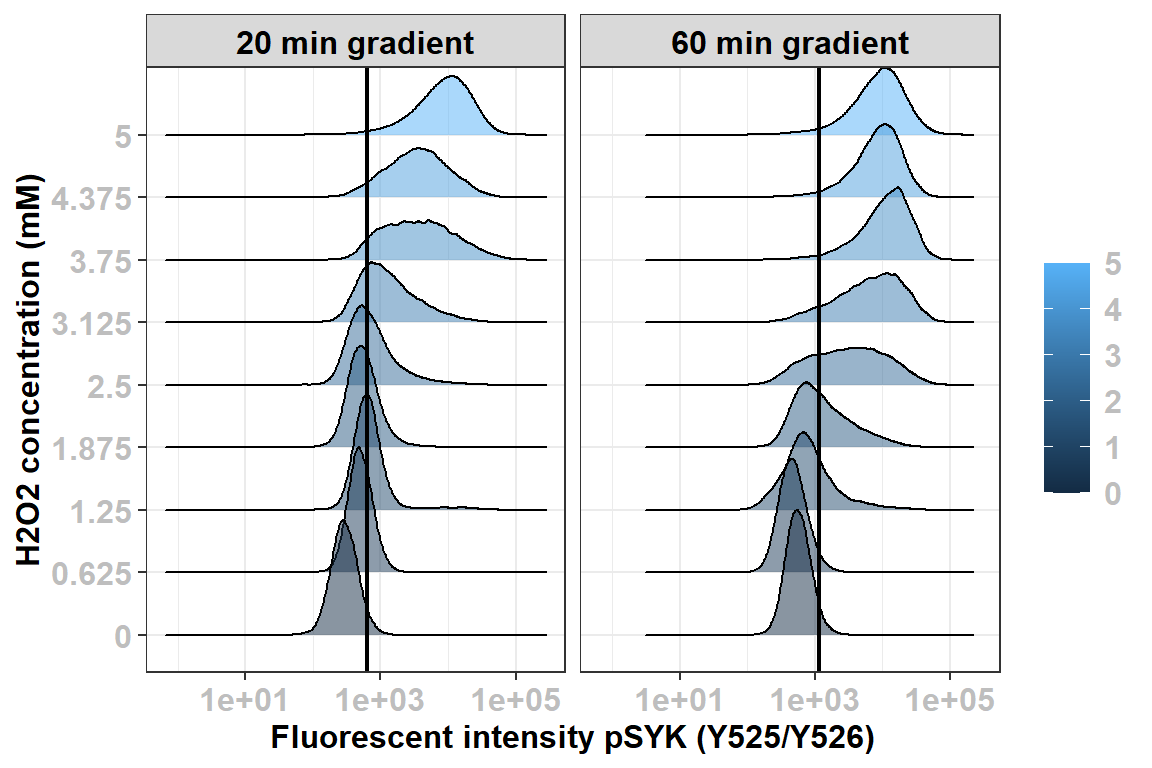 20 min gradient
60 min gradient
H2O2 concentration (mM)
5
4.375
3.75
3.125
2.5
1.875
1.25
0.625
0
1e+01 1e+03 1e+05
1e+01 1e+03 1e+05
Fluorescent intensity pSYK (Y525/Y526)
5
4
3
2
1
0